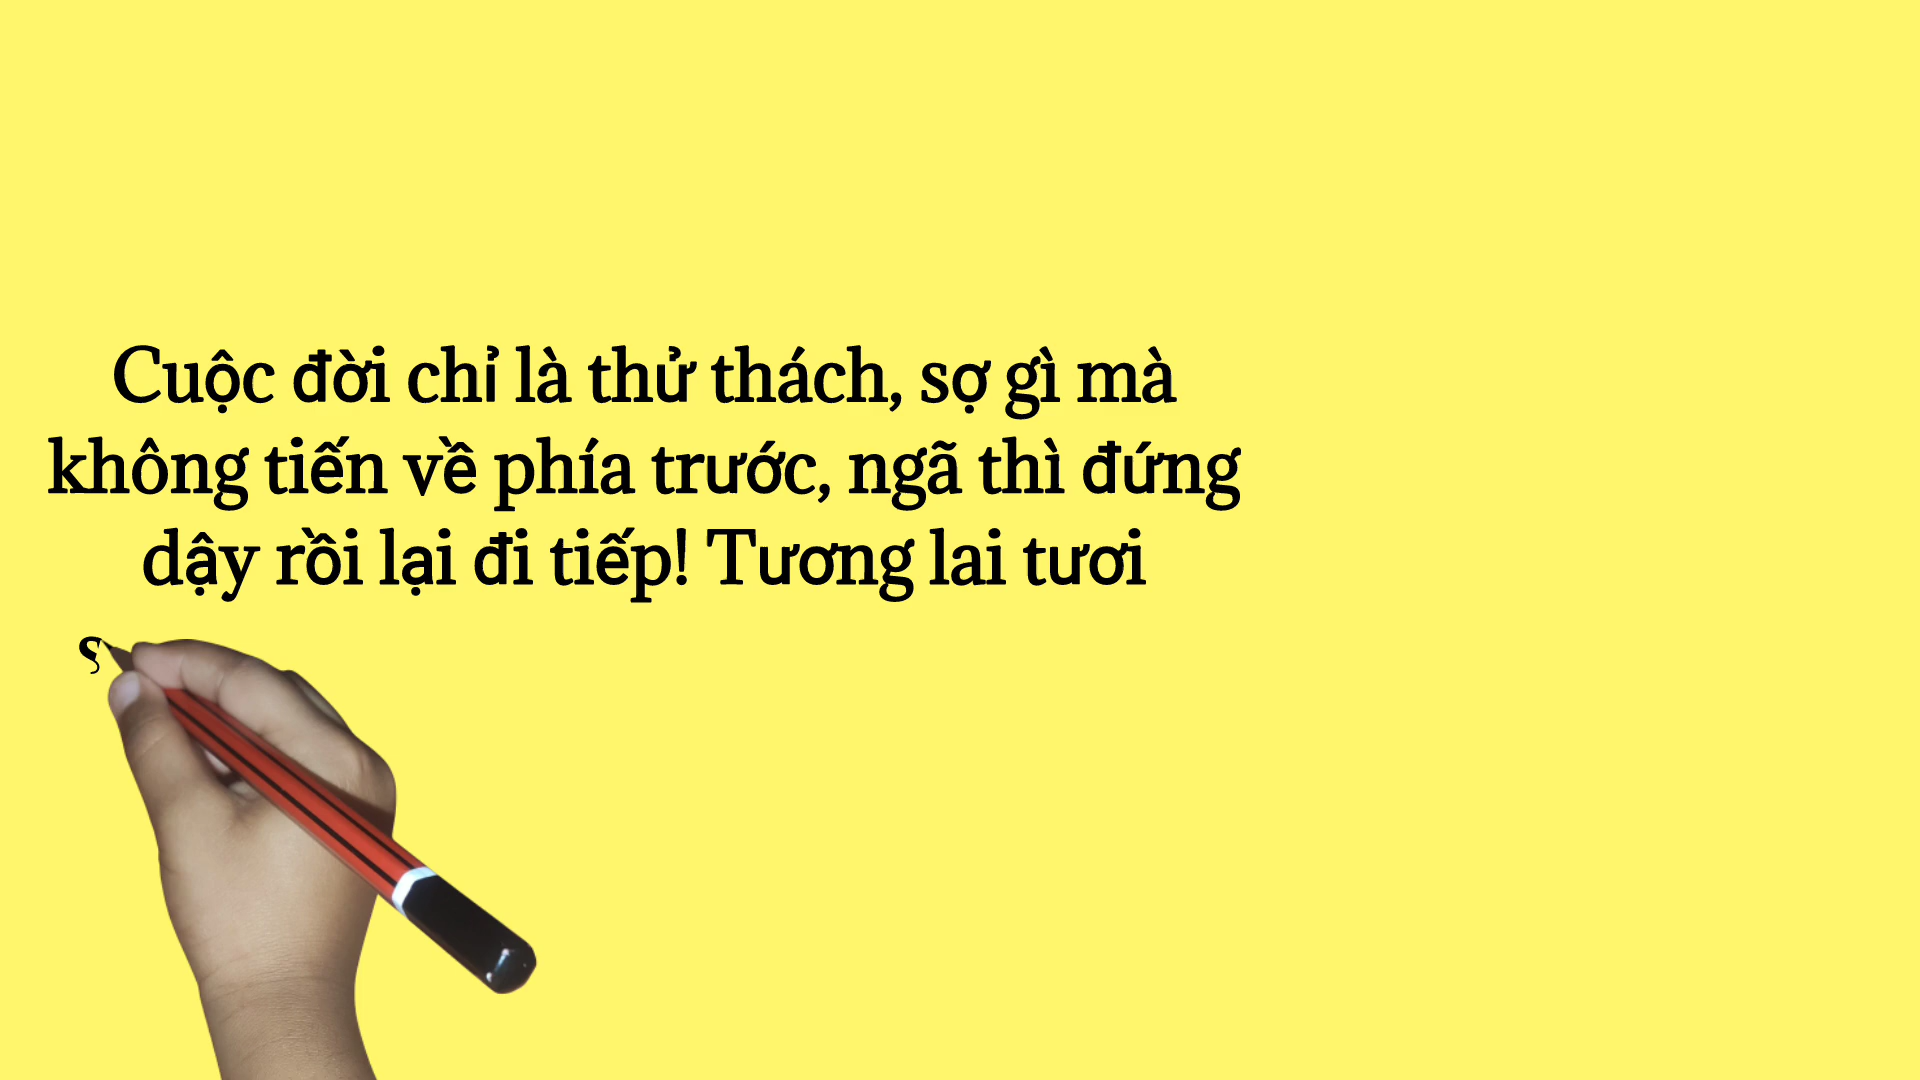 Cuộc đời chỉ là thử thách, sợ gì mà
không tiến về phía trước, ngã thì đứng
dậy rồi lại đi tiếp! Tương lai tươi
s